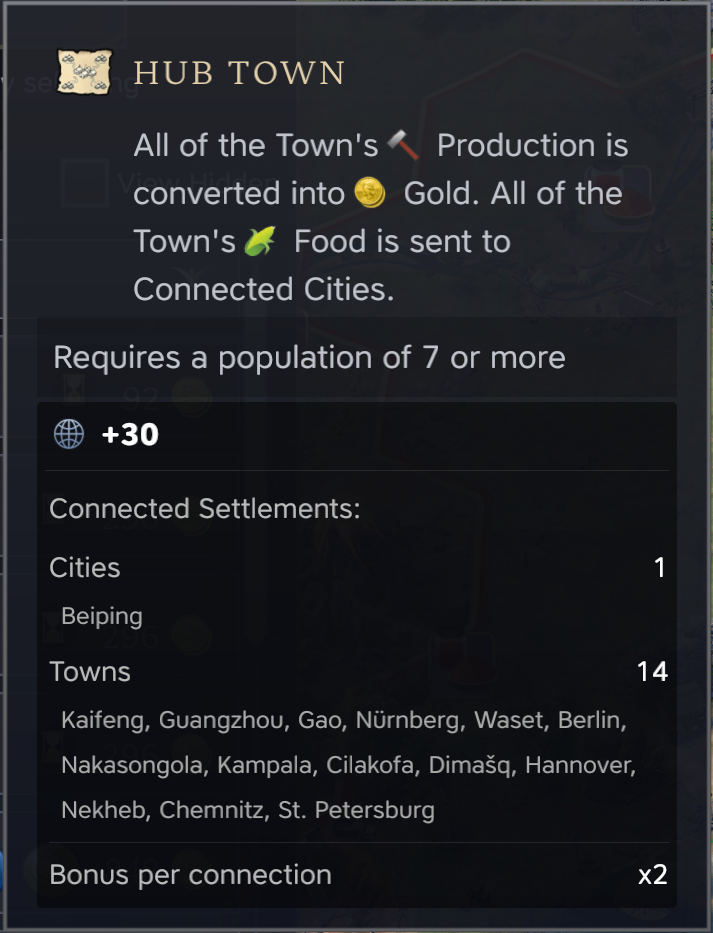 HUB TOWN
All of the Town's Production is
converted into Gold. All of the
Town's Food is sent to
Connected Cities.
Requires a population of 7 or more
+30
Connected Settlements:
Cities 1
Beiping
Towns 14
Kaifeng, Guangzhou, Gao, Nürnberg, Waset, Berlin,
Nakasongola, Kampala, Cilakofa, Dimašq, Hannover,
Nekheb, Chemnitz, St. Petersburg
Bonus per connection x2